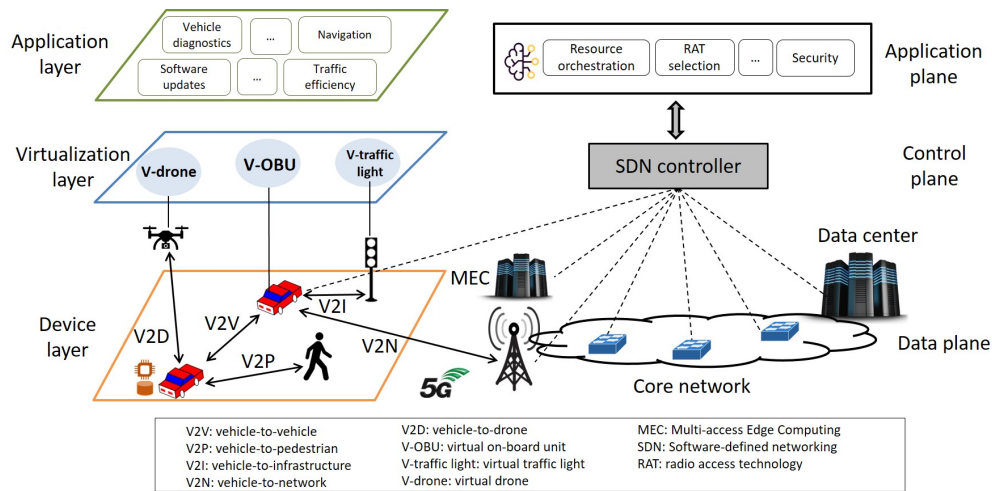 Application
layer
Vehicle
diagnostics
...
Navigation
Software
updates
...
Traffic
efficiency
Resource
orchestration
RAT
selection
...
Security
Application
plane
Virtualization
layer
V-drone
V-OBU
V-traffic
light
SDN controller
Control
plane
Device
layer
V2D
V2V
V2I
V2P
V2N
5G
MEC
Data center
Data plane
Core network
V2V: vehicle-to-vehicle
V2P: vehicle-to-pedestrian
V2I: vehicle-to-infrastructure
V2N: vehicle-to-network
V2D: vehicle-to-drone
V-OBU: virtual on-board unit
V-traffic light: virtual traffic light
V-drone: virtual drone
MEC: Multi-access Edge Computing
SDN: Software-defined networking
RAT: radio access technology